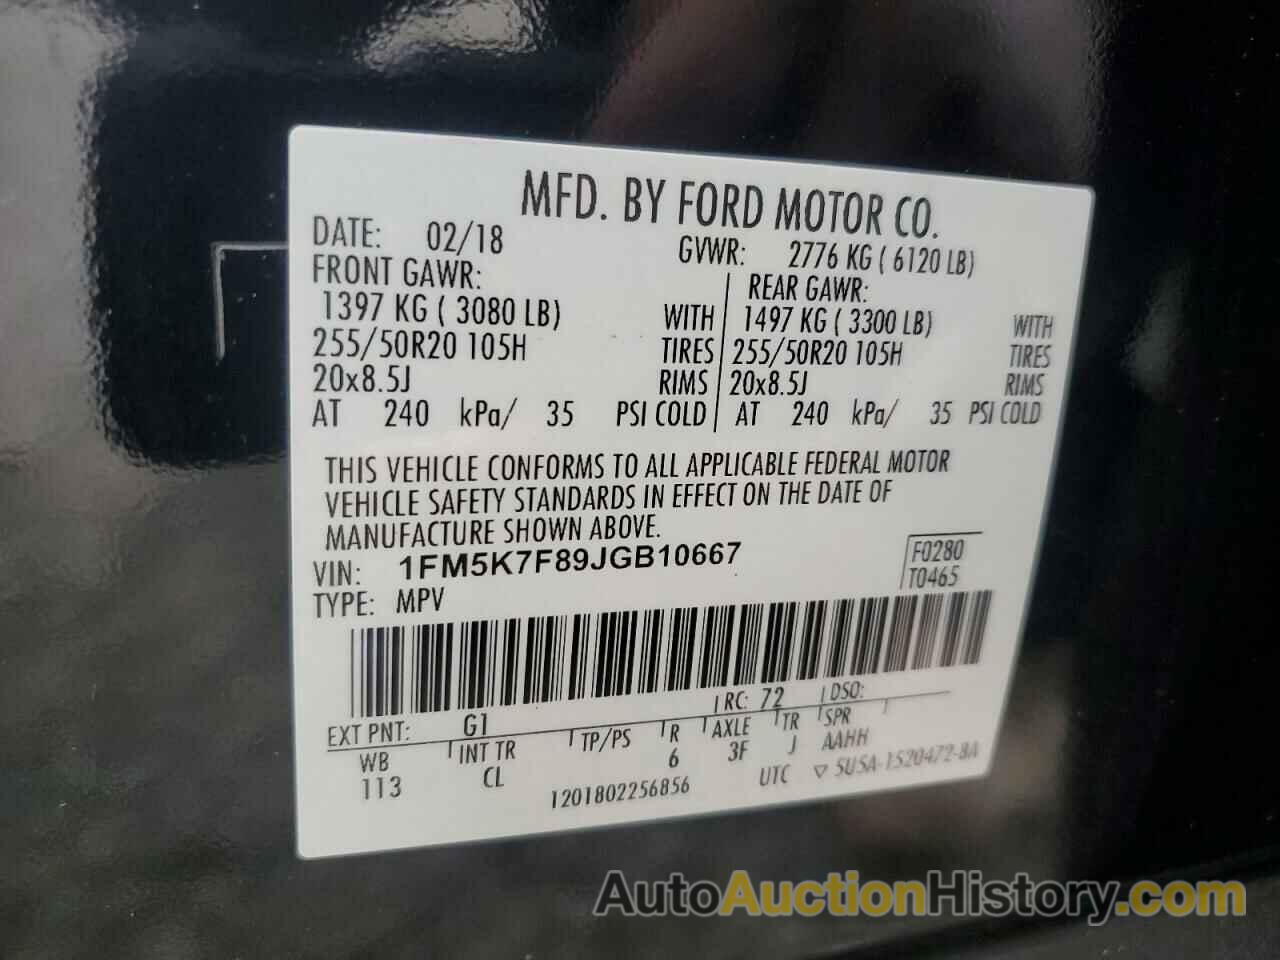 MFD. BY FORD MOTOR CO.
DATE: 02/18 GVWR: 2776 KG ( 6120 LB)
FRONT GAWR: REAR GAWR:
1397 KG ( 3080 LB) WITH 1497 KG ( 3300 LB) WITH
255/50R20 105H TIRES 255/50R20 105H TIRES
20x8.5J RIMS 20x8.5J RIMS
AT 240 kPa/ 35 PSI COLD AT 240 kPa/ 35 PSI COLD
THIS VEHICLE CONFORMS TO ALL APPLICABLE FEDERAL MOTOR
VEHICLE SAFETY STANDARDS IN EFFECT ON THE DATE OF
MANUFACTURE SHOWN ABOVE.
VIN: 1FM5K7F89JGB10667 F0280
TYPE: MPV T0465
EXT PNT: G1 RC: 72 DSO:
WB INT TR TP/PS R AXLE TR SPR
113 CL 6 3F J AAHH
1201802256856 UTC ▽ 5USA-1520472-8A
AutoAuctionHistory.com